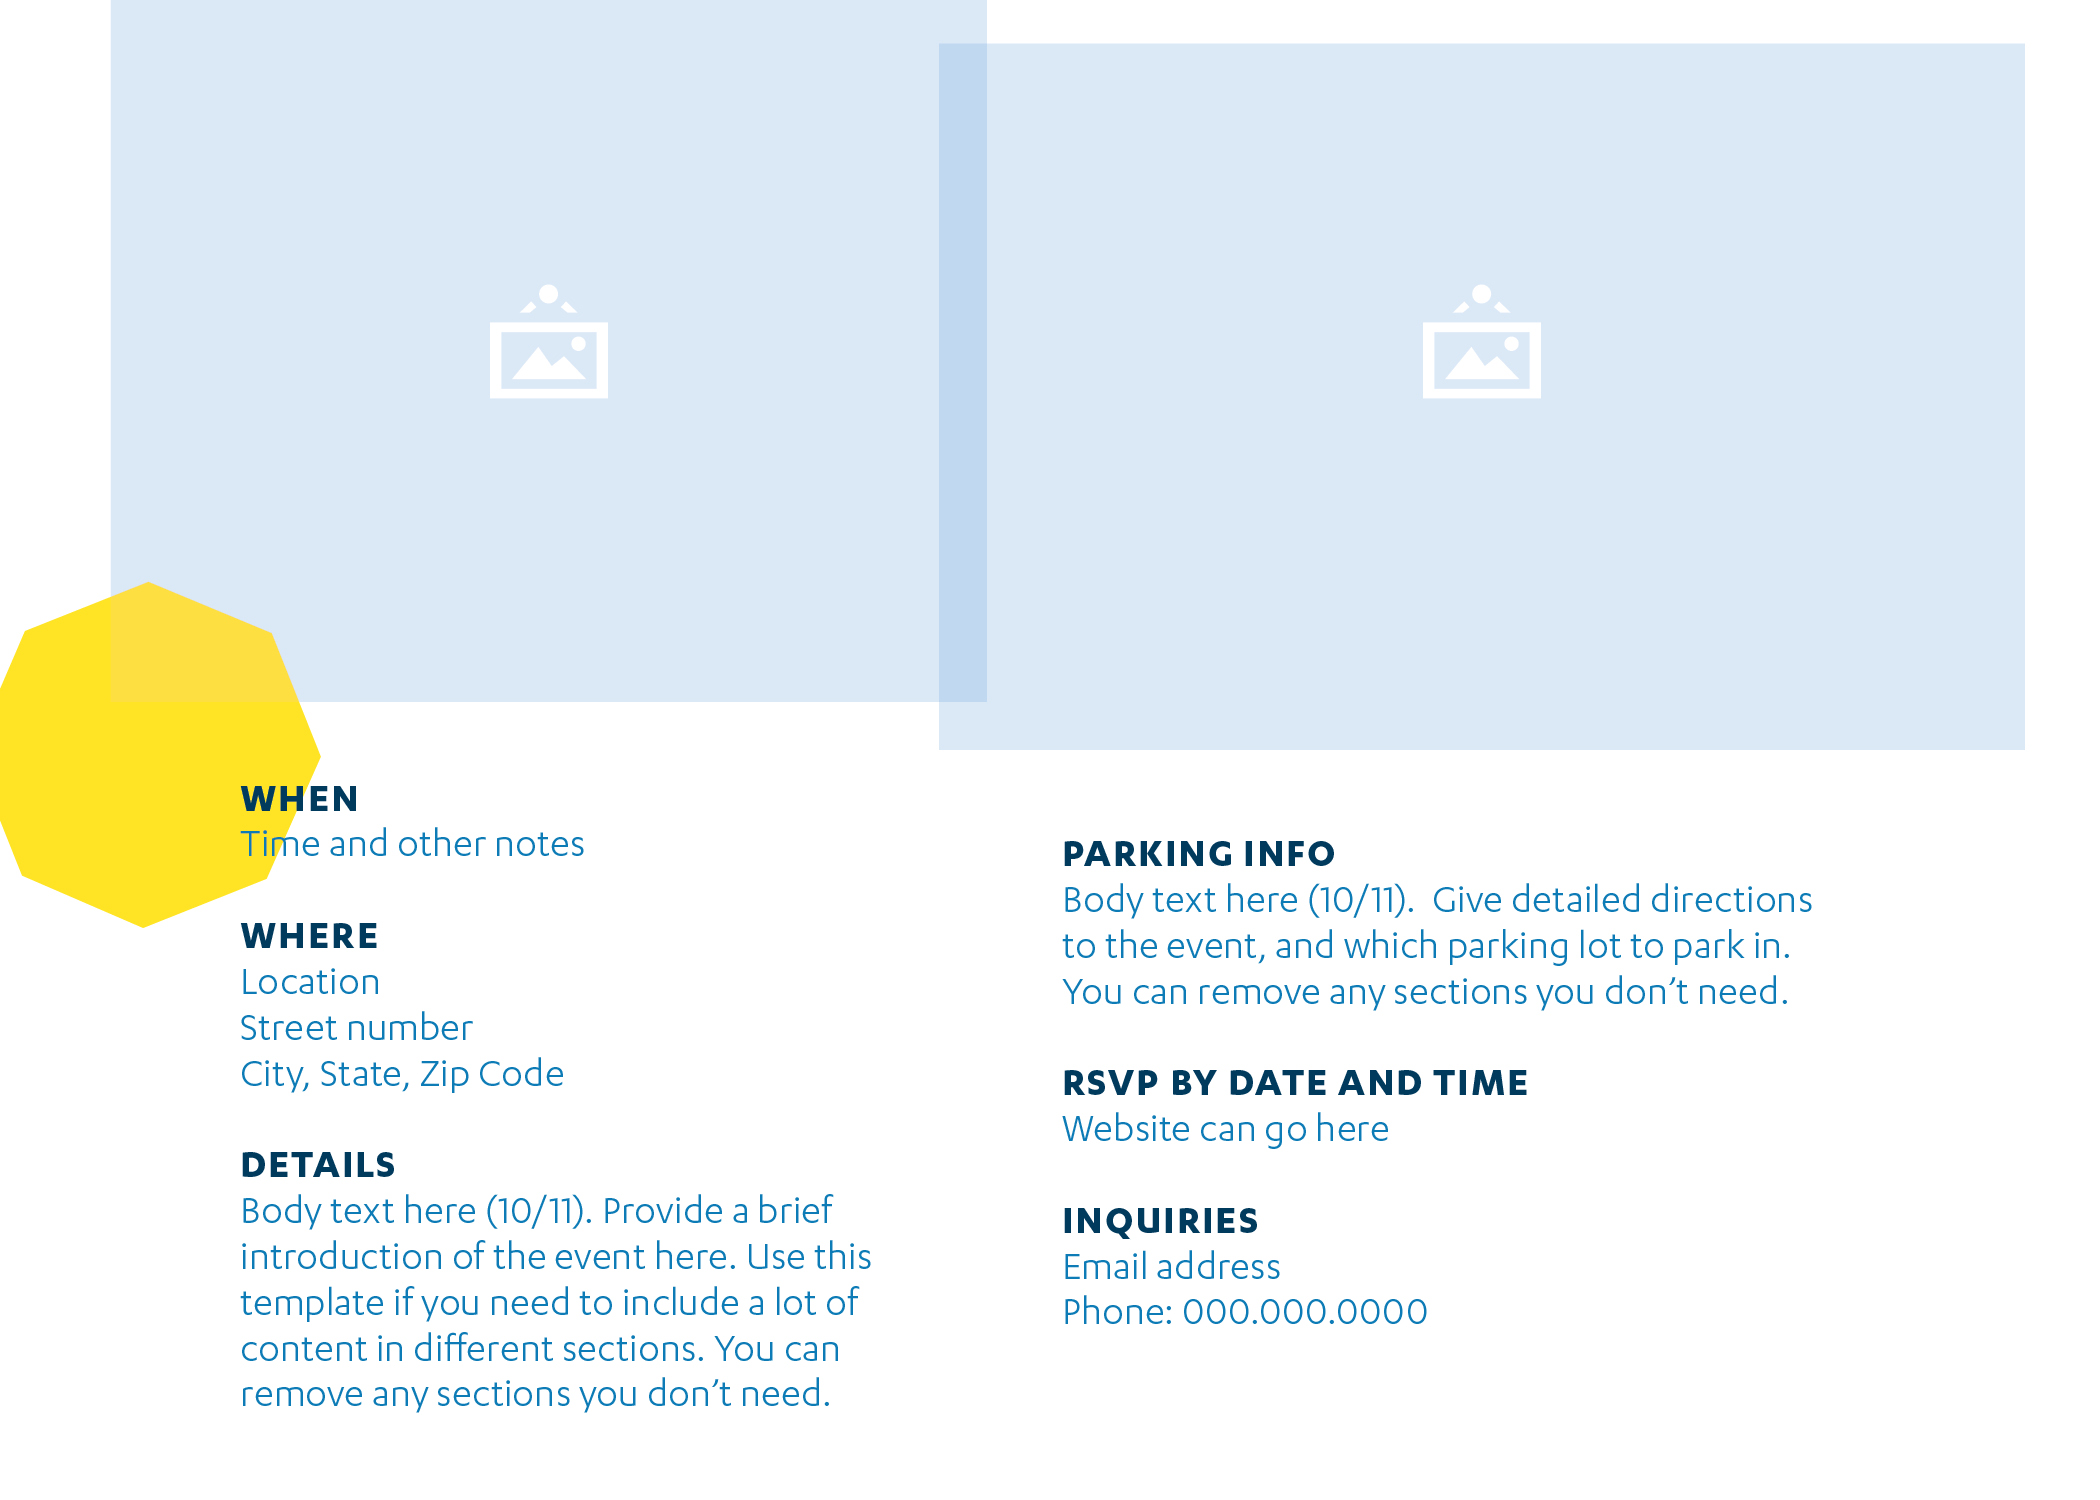 WHEN
Time and other notes
WHERE
Location
Street number
City, State, Zip Code
DETAILS
Body text here (10/11). Provide a brief
introduction of the event here. Use this
template if you need to include a lot of
content in different sections. You can
remove any sections you don’t need.
PARKING INFO
Body text here (10/11).  Give detailed directions
to the event, and which parking lot to park in.
You can remove any sections you don’t need.
RSVP BY DATE AND TIME
Website can go here
INQUIRIES
Email address
Phone: 000.000.0000